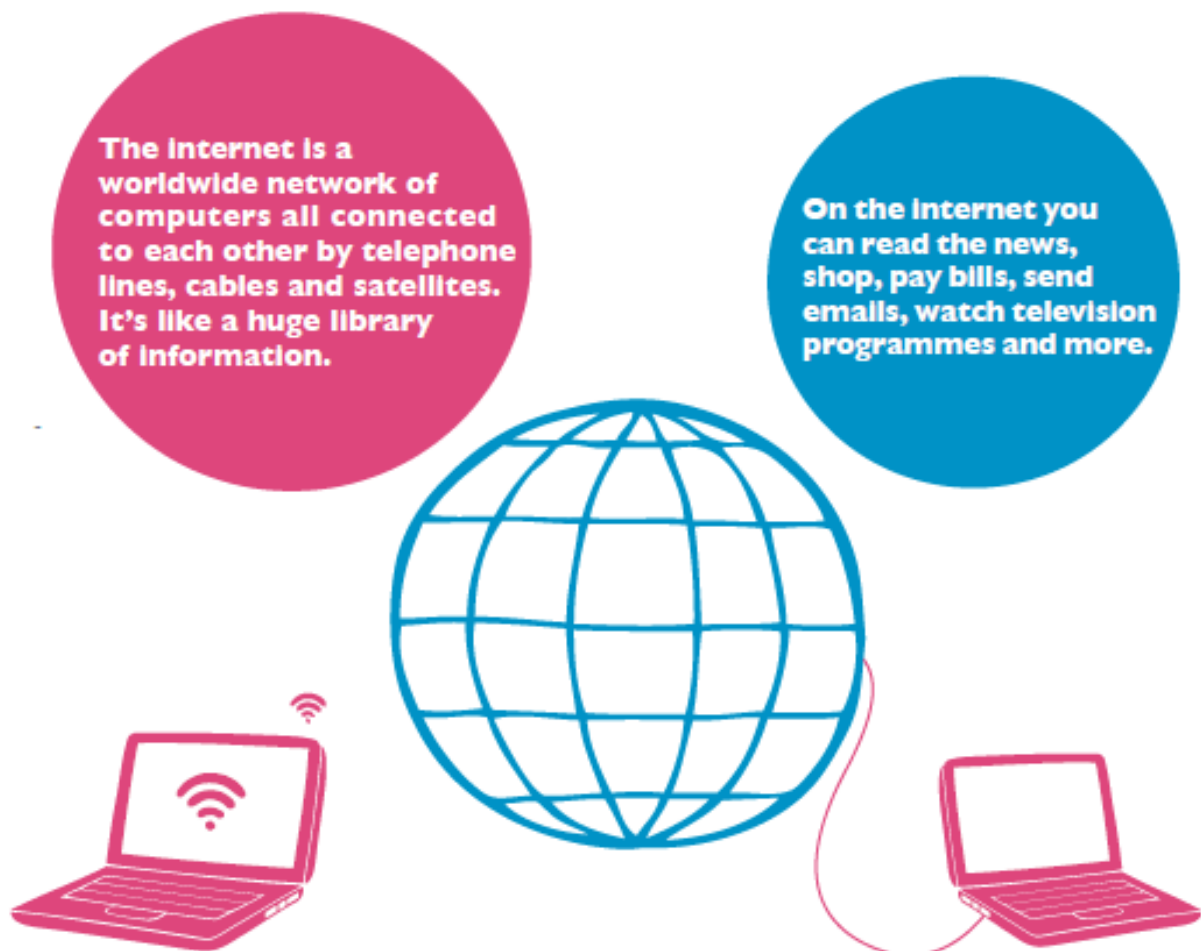 The internet is a
worldwide network of
computers all connected
to each other by telephone
lines, cables and satellites.
It's like a huge library
of information.
On the internet you
can read the news,
shop, pay bills, send
emails, watch television
programmes and more.